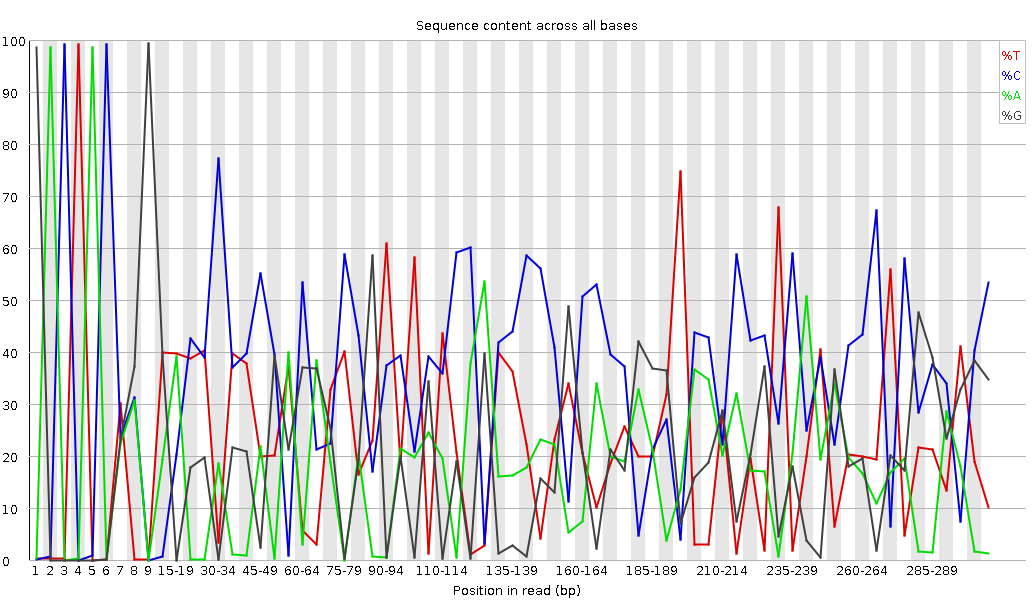 Sequence content across all bases
100
90
80
70
60
50
40
30
20
10
0
%T
%C
%A
%G
1 2 3 4 5 6 7 8 9 15-19 30-34 45-49 60-64 75-79 90-94 110-114 135-139 160-164 185-189 210-214 235-239 260-264 285-289
Position in read (bp)